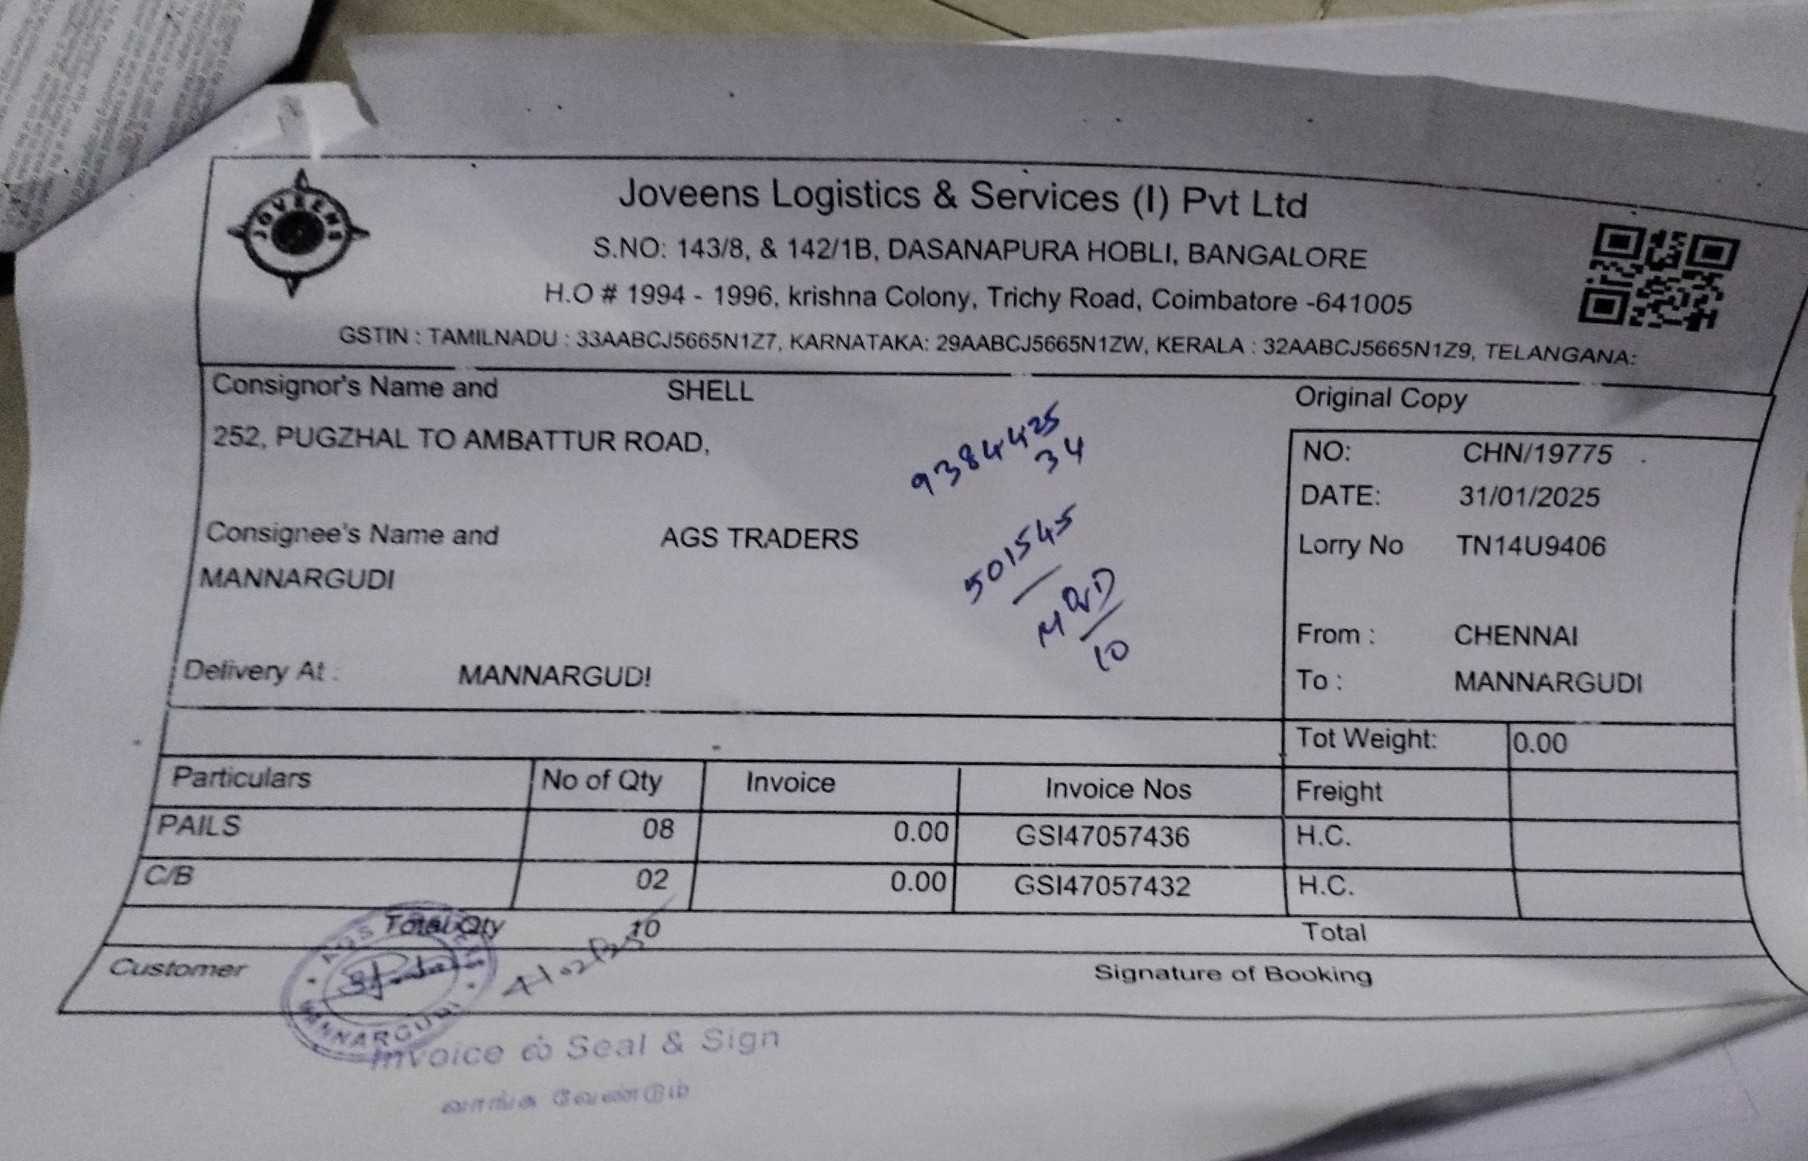 JOVEENS
Joveens Logistics & Services (I) Pvt Ltd
S.NO: 143/8, & 142/1B, DASANAPURA HOBLI, BANGALORE
H.O # 1994 - 1996, krishna Colony, Trichy Road, Coimbatore -641005
GSTIN : TAMILNADU : 33AABCJ5665N1Z7, KARNATAKA: 29AABCJ5665N1ZW, KERALA : 32AABCJ5665N1Z9, TELANGANA:
Consignor's Name and SHELL
252, PUGZHAL TO AMBATTUR ROAD,
Consignee's Name and AGS TRADERS
MANNARGUDI
Delivery At : MANNARGUDI
9384425
34
501545
10
Original Copy
NO: CHN/19775
DATE: 31/01/2025
Lorry No TN14U9406
From : CHENNAI
To : MANNARGUDI
Tot Weight: 0.00
Particulars No of Qty Invoice Invoice Nos Freight
PAILS 08 0.00 GSI47057436 H.C.
C/B 02 0.00 GSI47057432 H.C.
Total Qty 10 Total
Customer Signature of Booking
AGS
MANNARGUDI
Invoice ல் Seal & Sign
வாங்க வேண்டும்